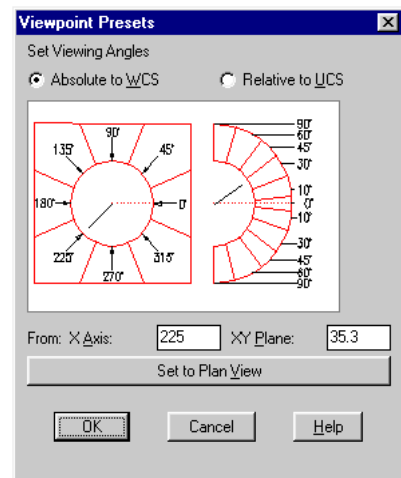 Viewpoint Presets
Set Viewing Angles
Absolute to WCS Relative to UCS
90°
135° 45°
180° 0°
225° 315°
270°
90°
60°
45°
30°
10°
0°
-10°
-30°
-45°
-60°
-90°
From: X Axis: 225 XY Plane: 35.3
Set to Plan View
OK Cancel Help